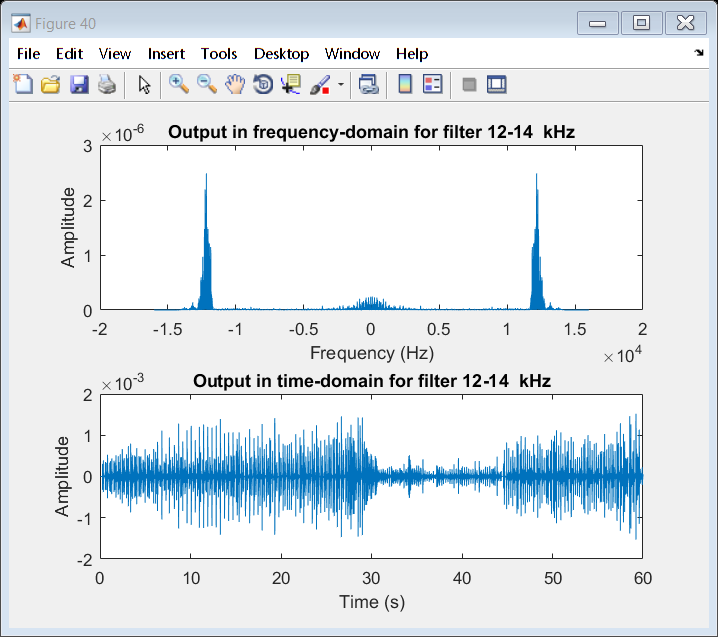 Figure 40
File Edit View Insert Tools Desktop Window Help
×10-6
Output in frequency-domain for filter 12-14 kHz
3
2
1
0
Amplitude
-2 -1.5 -1 -0.5 0 0.5 1 1.5 2
Frequency (Hz)
×10 4
×10-3
Output in time-domain for filter 12-14 kHz
2
1
0
-1
-2
Amplitude
0 10 20 30 40 50 60
Time (s)